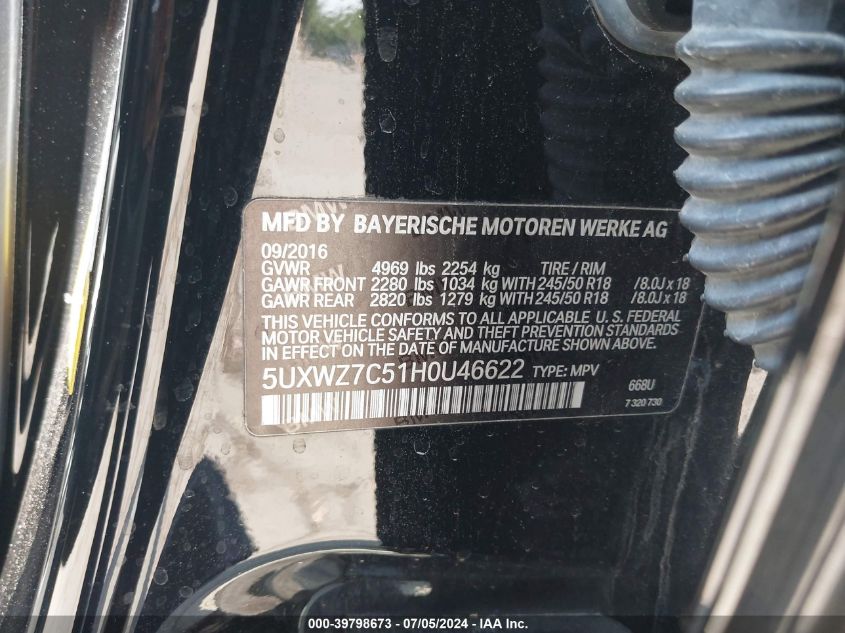 MFD BY BAYERISCHE MOTOREN WERKE AG
09/2016
GVWR 4969 lbs 2254 kg TIRE / RIM
GAWR FRONT 2280 lbs 1034 kg WITH 245/50 R18 /8.0J x 18
GAWR REAR 2820 lbs 1279 kg WITH 245/50 R18 /8.0J x 18
THIS VEHICLE CONFORMS TO ALL APPLICABLE U. S. FEDERAL
MOTOR VEHICLE SAFETY AND THEFT PREVENTION STANDARDS
IN EFFECT ON THE DATE OF MANUFACTURE SHOWN ABOVE.
5UXWZ7C51H0U46622 TYPE: MPV
668U
7 320 730
000-39798673 - 07/05/2024 - IAAI.com